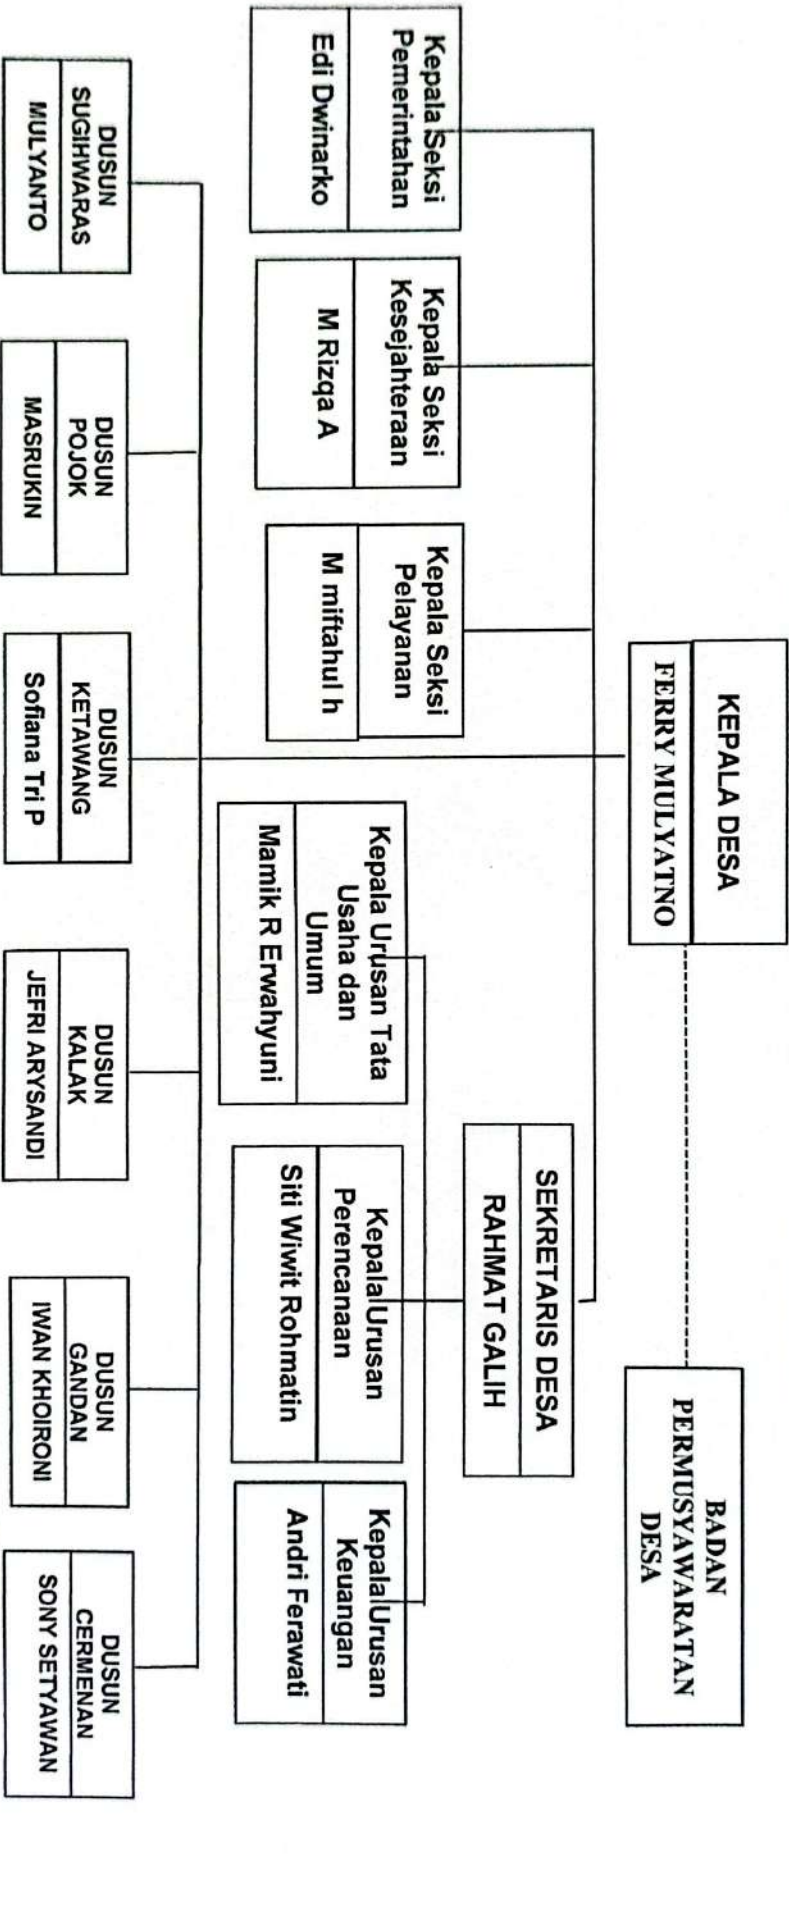 KEPALA DESA
FERRY MULYATNO
BADAN
PERMUSYAWARATAN
DESA
SEKRETARIS DESA
RAHMAT GALIH
Kepala Seksi
Pemerintahan
Edi Dwinarko
Kepala Seksi
Kesejahteraan
M Rizqa A
Kepala Seksi
Pelayanan
M miftahul h
Kepala Urusan Tata
Usaha dan
Umum
Mamik R Erwahyuni
Kepala Urusan
Perencanaan
Siti Wiwit Rohmatin
Kepala Urusan
Keuangan
Andri Ferawati
DUSUN
SUGIHWARAS
MULYANTO
DUSUN
POJOK
MASRUKIN
DUSUN
KETAWANG
Sofiana Tri P
DUSUN
KALAK
JEFRI ARYSANDI
DUSUN
GANDAN
IWAN KHOIRONI
DUSUN
CERMENAN
SONY SETYAWAN